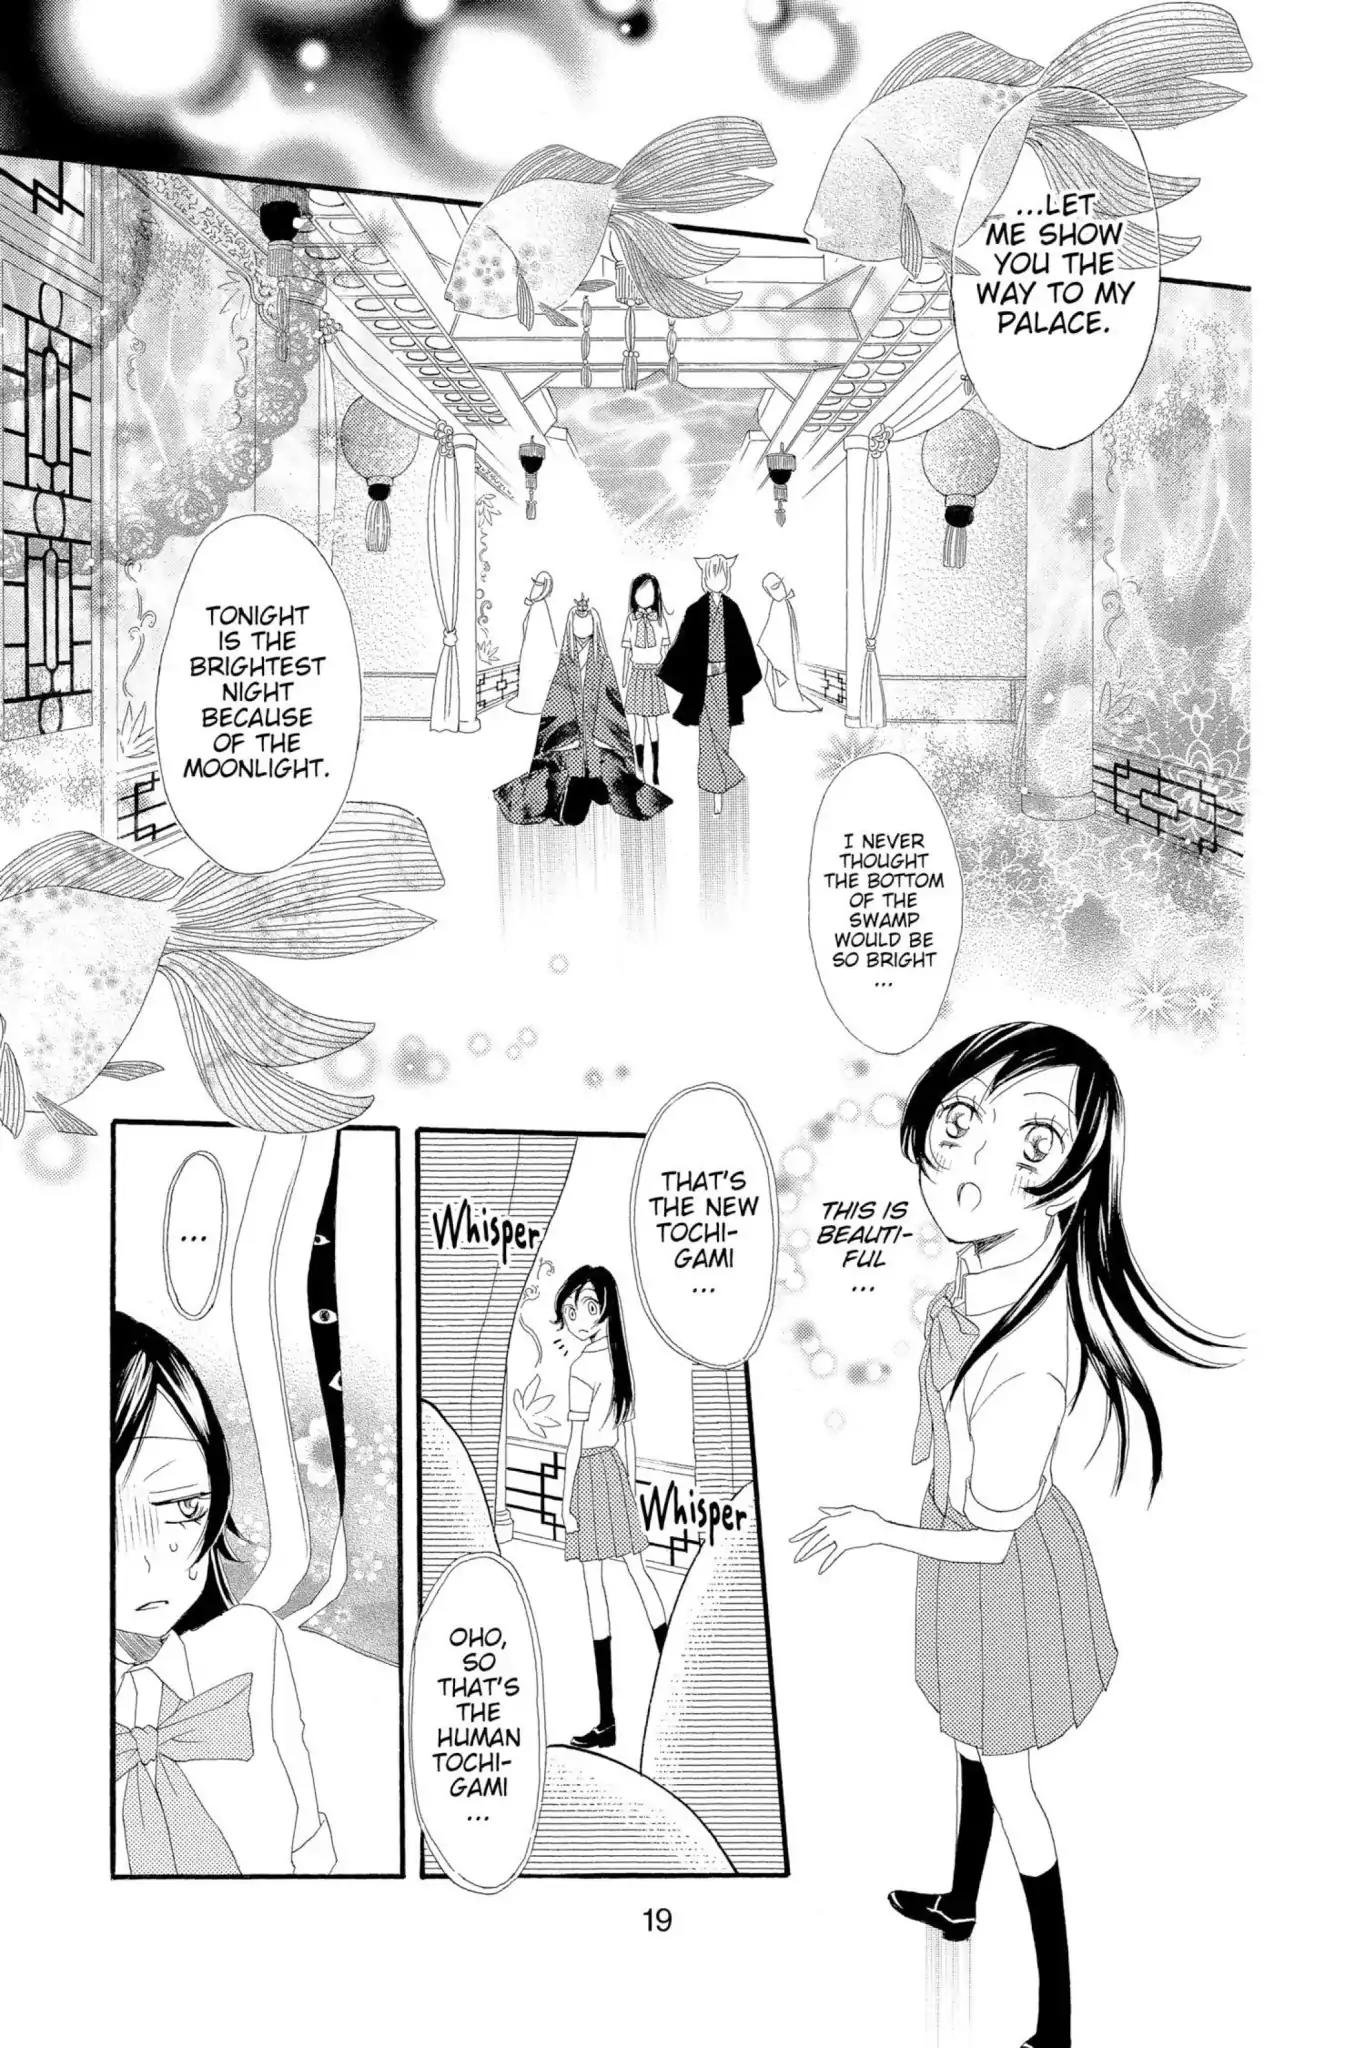 ...LET
ME SHOW
YOU THE
WAY TO MY
PALACE.
TONIGHT
IS THE
BRIGHTEST
NIGHT
BECAUSE
OF THE
MOONLIGHT.
I NEVER
THOUGHT
THE BOTTOM
OF THE
SWAMP
WOULD BE
SO BRIGHT
...
THIS IS
BEAUTI-
FUL
...
THAT'S
THE NEW
TOCHI-
GAMI
...
Whisper
Whisper
OHO,
SO
THAT'S
THE
HUMAN
TOCHI-
GAMI
...
...
19